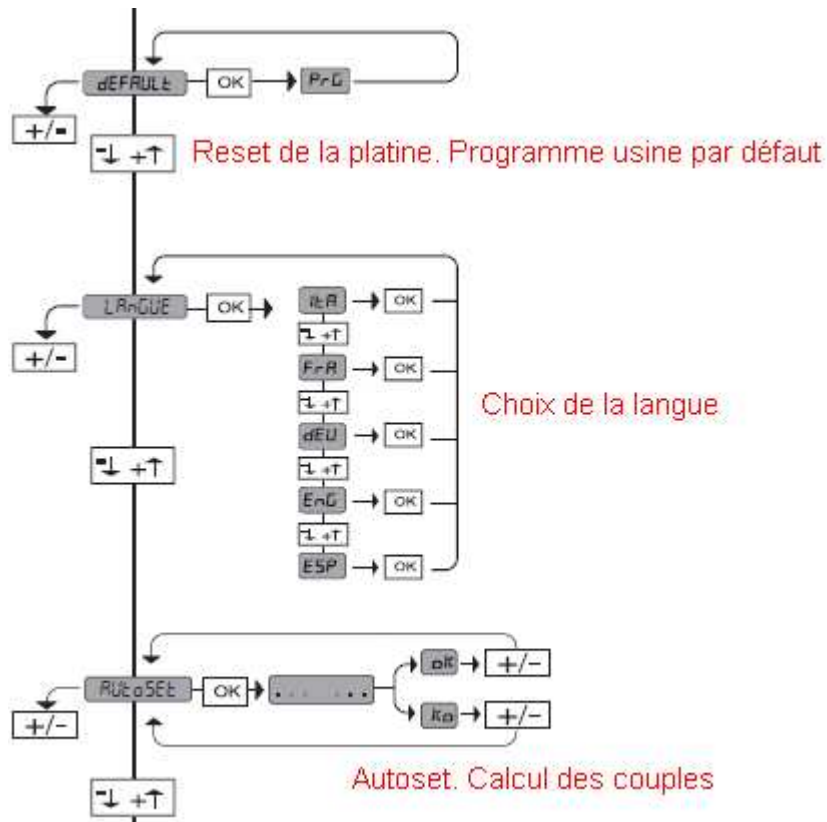 dEFAULt OK PrG
+/-
-↓ +↑ Reset de la platine. Programme usine par défaut
LAnGUE OK ItA OK
+/- -↓ +↑
FrA OK
-↓ +↑ Choix de la langue
dEU OK
-↓ +↑ -↓ +↑
EnG OK
-↓ +↑
ESP OK
oK +/-
AUtoSEt OK .... ...
+/- Ko +/-
Autoset. Calcul des couples
-↓ +↑